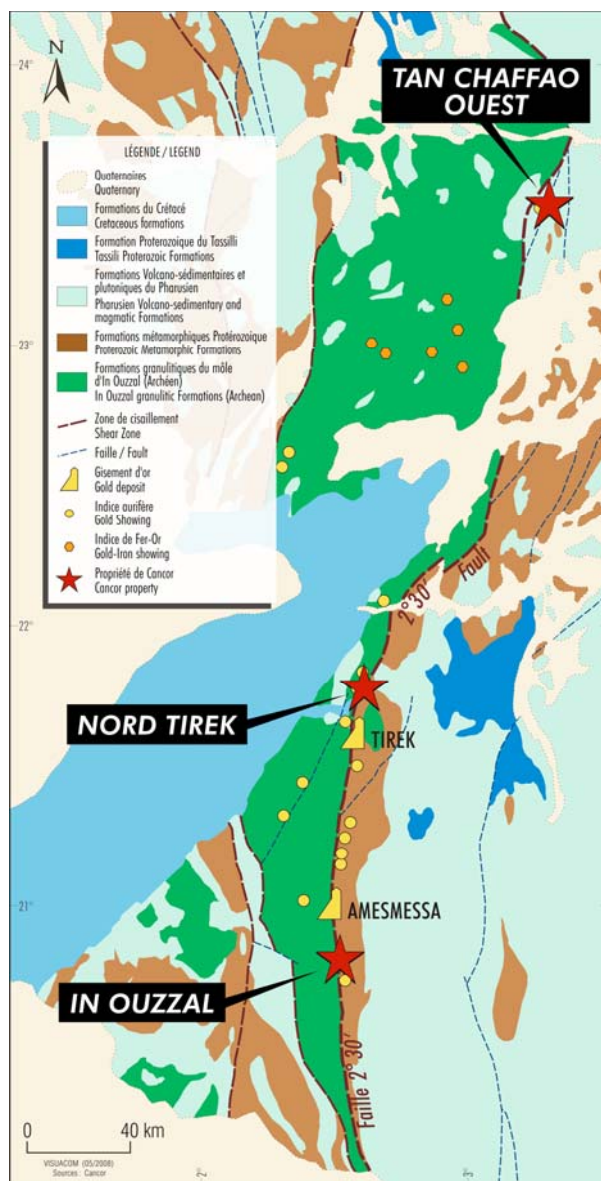 24°
N
TAN CHAFFAO
OUEST
LÉGENDE / LEGEND
Quaternaires
Quaternary
Formations du Crétacé
Cretaceous formations
Formation Proterozoique du Tassilli
Tassili Proterozoic Formations
Formations Volcano-sédimentaires et
plutoniques du Pharusien
Pharusien Volcano-sedimentary and
magmatic Formations
Formations métamorphiques Protérozoique
Proterozoic Metamorphic Formations
Formations granulitiques du môle
d'In Ouzzal (Archéen)
In Ouzzal granulitic Formations (Archean)
Zone de cisaillement
Shear Zone
Faille / Fault
Gisement d'or
Gold deposit
Indice aurifère
Gold Showing
Indice de Fer-Or
Gold-Iron showing
Propriété de Cancor
Cancor property
23°
2°30' Fault
22°
NORD TIREK
TIREK
21°
AMESMESSA
IN OUZZAL
Faille 2°30'
0 40 km
VISUACOM (05/2008)
Sources : Cancor
2°
3°